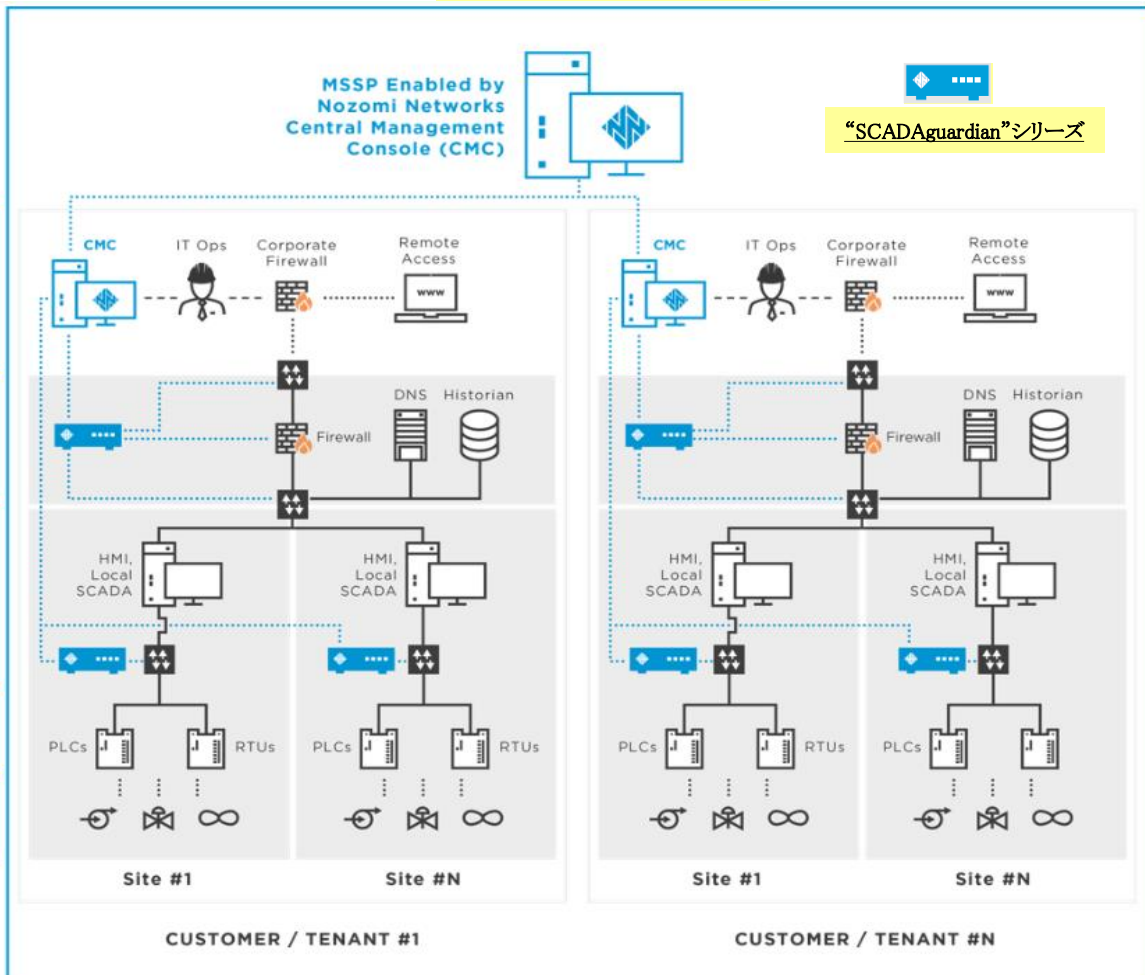 MSSP Enabled by
Nozomi Networks
Central Management
Console (CMC)
“SCADAguardian”シリーズ
CMC
IT Ops
Corporate
Firewall
Remote
Access
www
DNS
Historian
Firewall
HMI,
Local
SCADA
HMI,
Local
SCADA
PLCs
RTUs
PLCs
RTUs
Site #1
Site #N
CUSTOMER / TENANT #1
CMC
IT Ops
Corporate
Firewall
Remote
Access
www
DNS
Historian
Firewall
HMI,
Local
SCADA
HMI,
Local
SCADA
PLCs
RTUs
PLCs
RTUs
Site #1
Site #N
CUSTOMER / TENANT #N